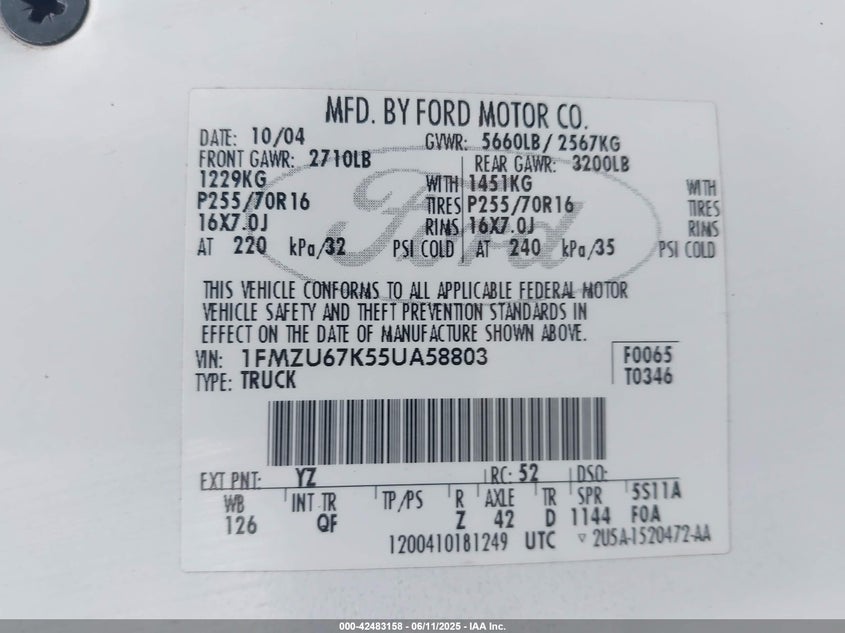 MFD. BY FORD MOTOR CO.
DATE: 10/04 GVWR: 5660LB / 2567KG
FRONT GAWR: 2710LB REAR GAWR: 3200LB
1229KG WITH 1451KG WITH
P255/70R16 TIRES P255/70R16 TIRES
16X7.0J RIMS 16X7.0J RIMS
AT 220 kPa/32 PSI COLD AT 240 kPa/35 PSI COLD
Ford
THIS VEHICLE CONFORMS TO ALL APPLICABLE FEDERAL MOTOR
VEHICLE SAFETY AND THEFT PREVENTION STANDARDS IN
EFFECT ON THE DATE OF MANUFACTURE SHOWN ABOVE.
VIN: 1FMZU67K55UA58803 F0065
TYPE: TRUCK T0346
EXT PNT: YZ RC: 52 DSO:
WB INT TR TP/PS R AXLE TR SPR 5S11A
126 QF Z 42 D 1144 F0A
1200410181249 UTC ▽ 2U5A-1520472-AA
000-42483158 - 06/11/2025 - IAA Inc.